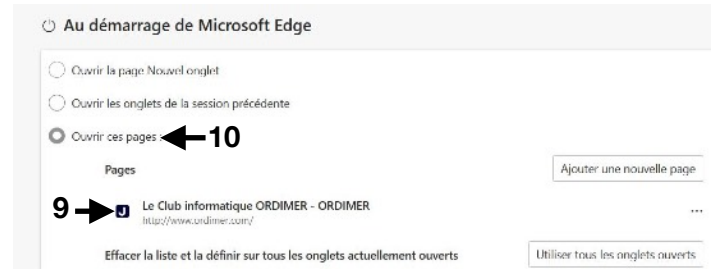 Au démarrage de Microsoft Edge
Ouvrir la page Nouvel onglet
Ouvrir les onglets de la session précédente
Ouvrir ces pages : 10
Pages Ajouter une nouvelle page
9 J Le Club informatique ORDIMER - ORDIMER ...
http://www.ordimer.com/
Effacer la liste et la définir sur tous les onglets actuellement ouverts Utiliser tous les onglets ouverts